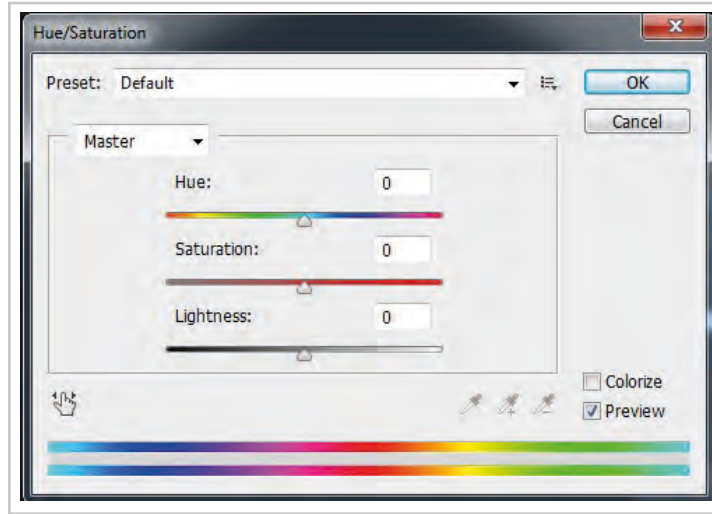 Hue/Saturation
Preset: Default
OK
Cancel
Master
Hue: 0
Saturation: 0
Lightness: 0
Colorize
Preview